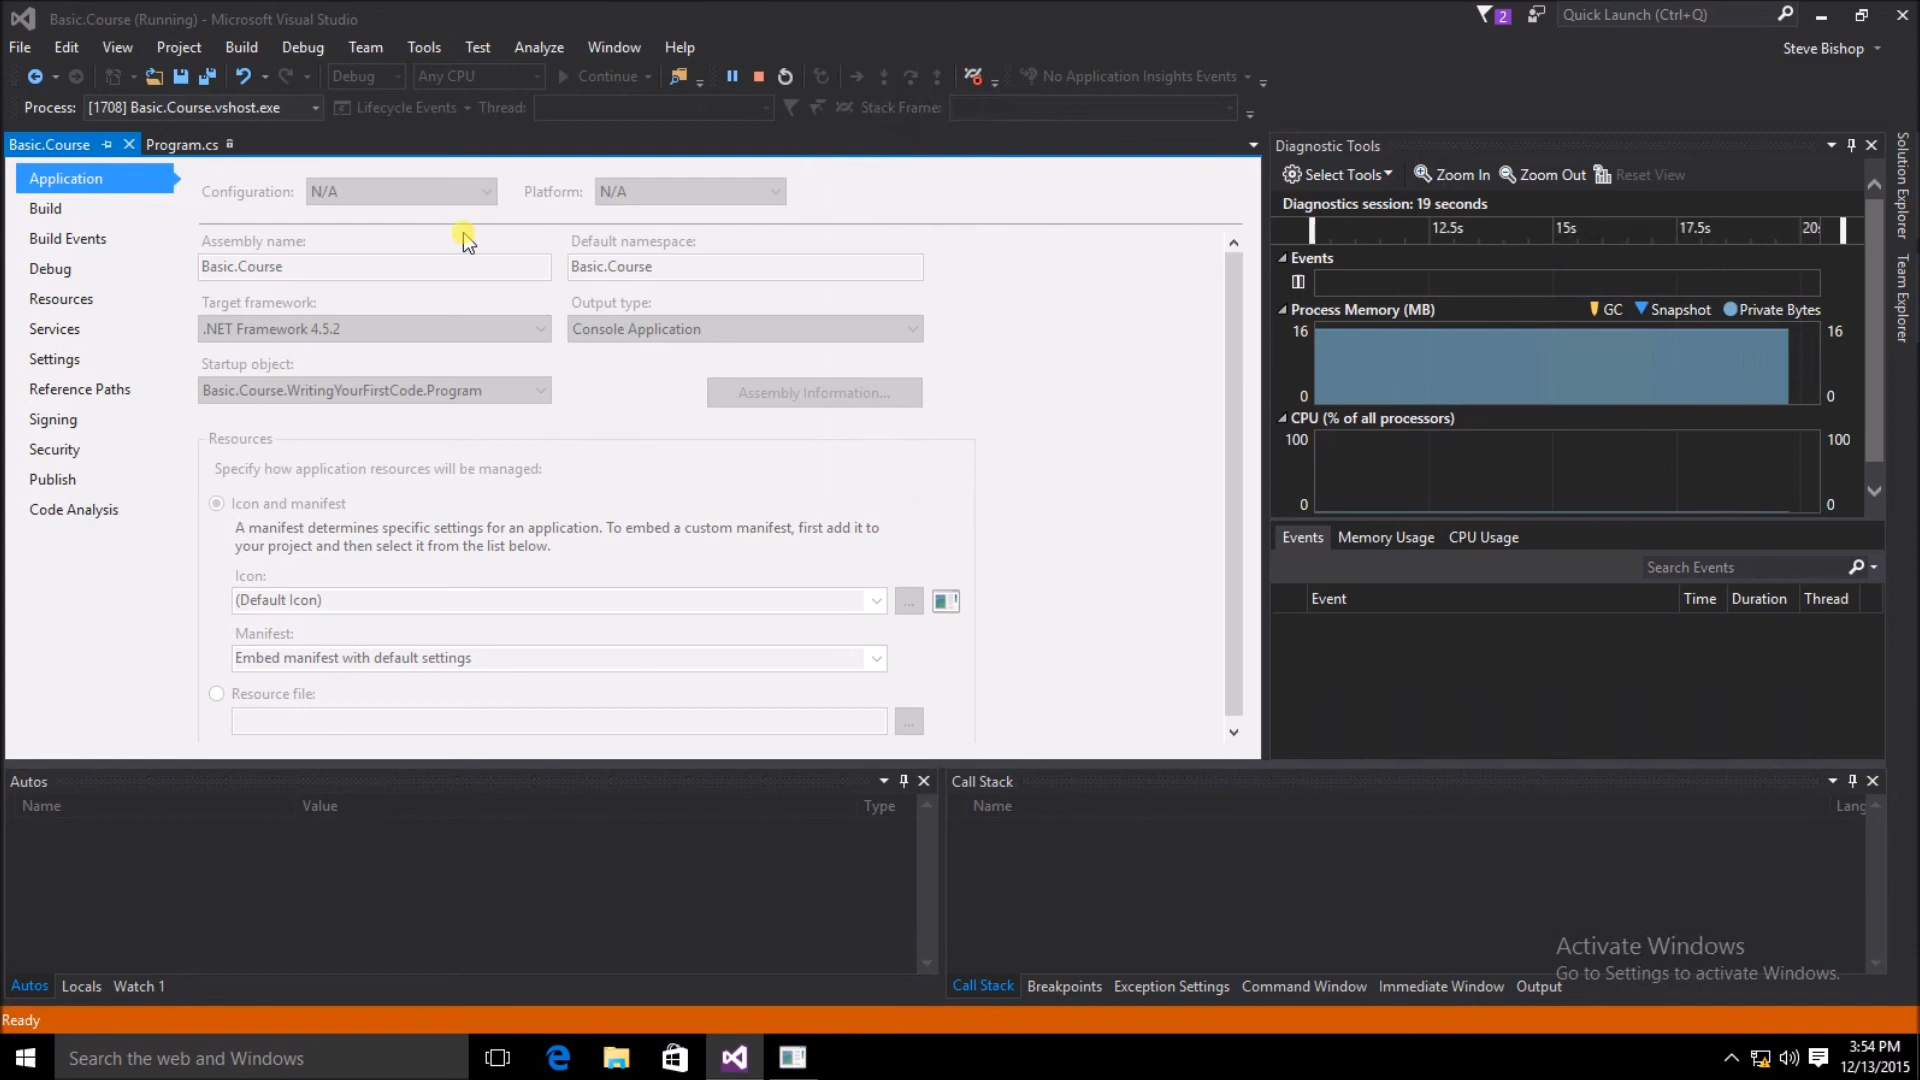 Basic.Course (Running) - Microsoft Visual Studio
2
Quick Launch (Ctrl+Q)
File Edit View Project Build Debug Team Tools Test Analyze Window Help
Steve Bishop
Debug Any CPU Continue No Application Insights Events
Process: [1708] Basic.Course.vshost.exe Lifecycle Events Thread: Stack Frame:
Basic.Course Program.cs
Application
Build
Build Events
Debug
Resources
Services
Settings
Reference Paths
Signing
Security
Publish
Code Analysis
Configuration: N/A Platform: N/A
Assembly name: Default namespace:
Basic.Course Basic.Course
Target framework: Output type:
.NET Framework 4.5.2 Console Application
Startup object:
Basic.Course.WritingYourFirstCode.Program Assembly Information...
Resources
Specify how application resources will be managed:
Icon and manifest
A manifest determines specific settings for an application. To embed a custom manifest, first add it to
your project and then select it from the list below.
Icon:
(Default Icon) ...
Manifest:
Embed manifest with default settings
Resource file:
...
Diagnostic Tools
Select Tools Zoom In Zoom Out Reset View
Diagnostics session: 19 seconds
12.5s 15s 17.5s 20s
Events
Process Memory (MB) GC Snapshot Private Bytes
16 16
0 0
CPU (% of all processors)
100 100
0 0
Events Memory Usage CPU Usage
Search Events
Event Time Duration Thread
Solution Explorer
Team Explorer
Autos
Name Value Type
Autos Locals Watch 1
Call Stack
Name Lang
Call Stack Breakpoints Exception Settings Command Window Immediate Window Output
Activate Windows
Go to Settings to activate Windows.
Ready
Search the web and Windows
3:54 PM
12/13/2015